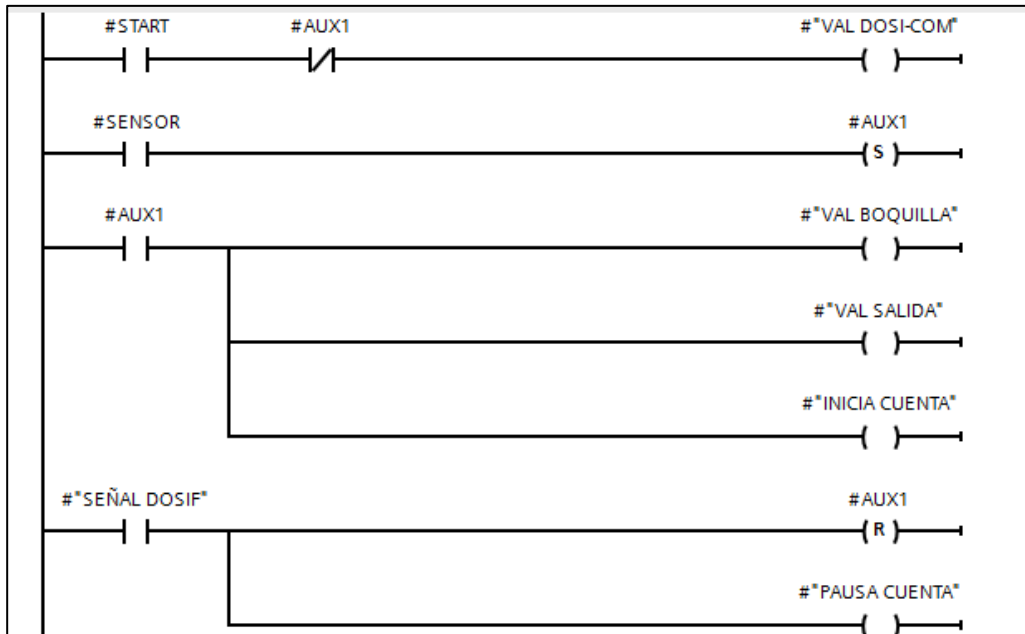 #START #AUX1 #"VAL DOSI-COM"
#SENSOR #AUX1
S
#AUX1 #"VAL BOQUILLA"
#"VAL SALIDA"
#"INICIA CUENTA"
#"SEÑAL DOSIF" #AUX1
R
#"PAUSA CUENTA"